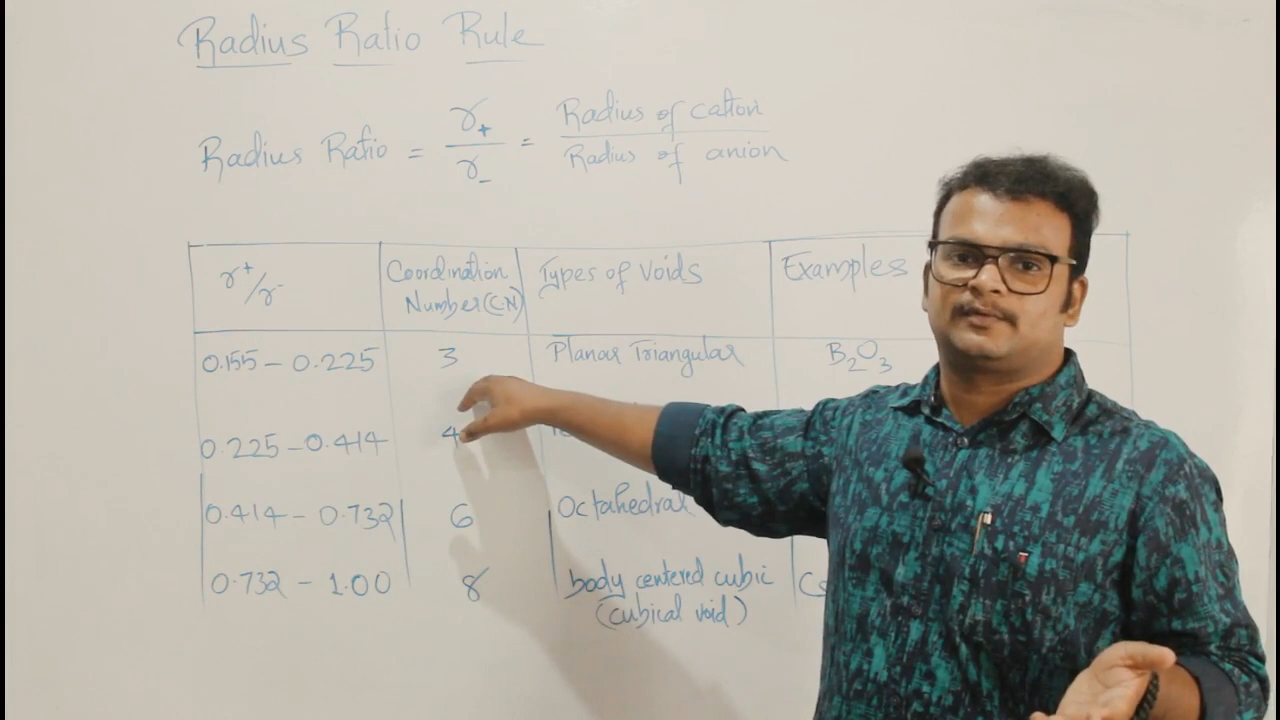 Radius Ratio Rule
Radius Ratio = r₊/r₋ = Radius of cation / Radius of anion
r⁺/r⁻
Coordination
Number (C.N)
Types of Voids
Examples
0.155 – 0.225 3 Planar Triangular B₂O₃
0.225 – 0.414 4
0.414 – 0.732 6 Octahedral
0.732 – 1.00 8 body centered cubic Cs
(cubical void)